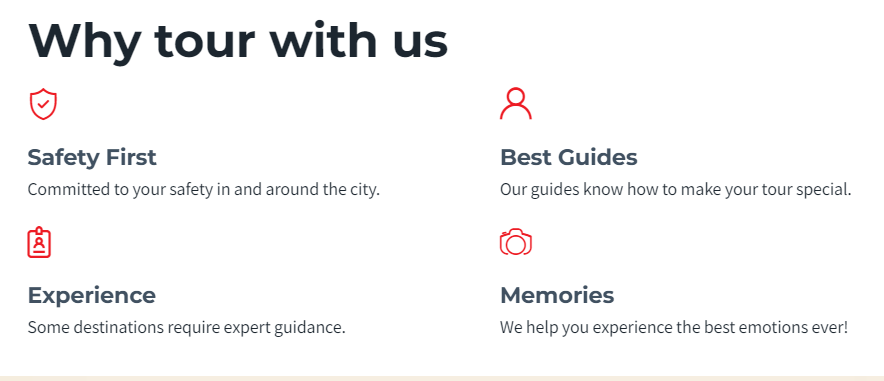 Why tour with us
Safety First
Committed to your safety in and around the city.
Best Guides
Our guides know how to make your tour special.
Experience
Some destinations require expert guidance.
Memories
We help you experience the best emotions ever!